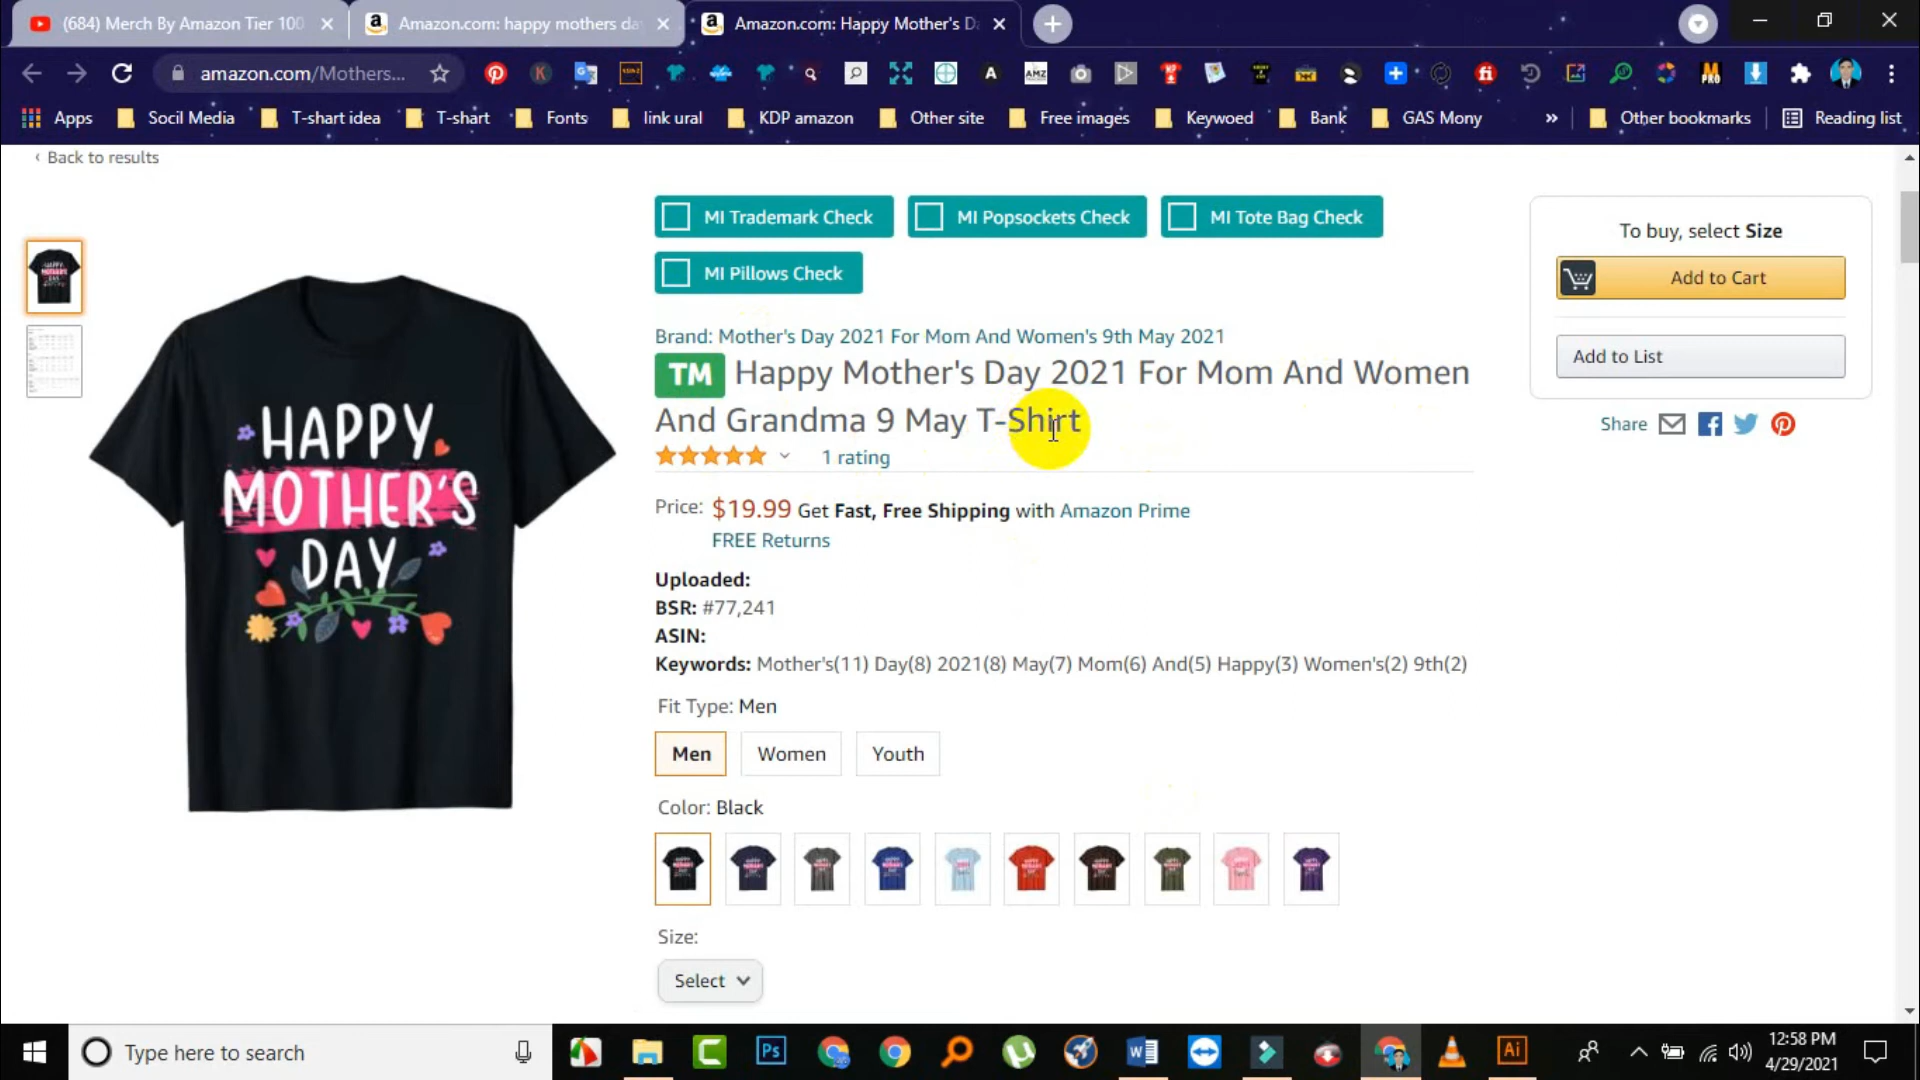 (684) Merch By Amazon Tier 100
Amazon.com: happy mothers da
Amazon.com: Happy Mother's D
amazon.com/Mothers...
Apps
Socil Media
T-shart idea
T-shart
Fonts
link ural
KDP amazon
Other site
Free images
Keywoed
Bank
GAS Mony
»
Other bookmarks
Reading list
‹ Back to results
MI Trademark Check
MI Popsockets Check
MI Tote Bag Check
MI Pillows Check
To buy, select Size
Add to Cart
Add to List
Share
Brand: Mother's Day 2021 For Mom And Women's 9th May 2021
TM Happy Mother's Day 2021 For Mom And Women
And Grandma 9 May T-Shirt
1 rating
Price: $19.99 Get Fast, Free Shipping with Amazon Prime
FREE Returns
Uploaded:
BSR: #77,241
ASIN:
Keywords: Mother's(11) Day(8) 2021(8) May(7) Mom(6) And(5) Happy(3) Women's(2) 9th(2)
Fit Type: Men
Men
Women
Youth
Color: Black
Size:
Select
HAPPY
MOTHER'S
DAY
Type here to search
Ps
Ai
12:58 PM
4/29/2021